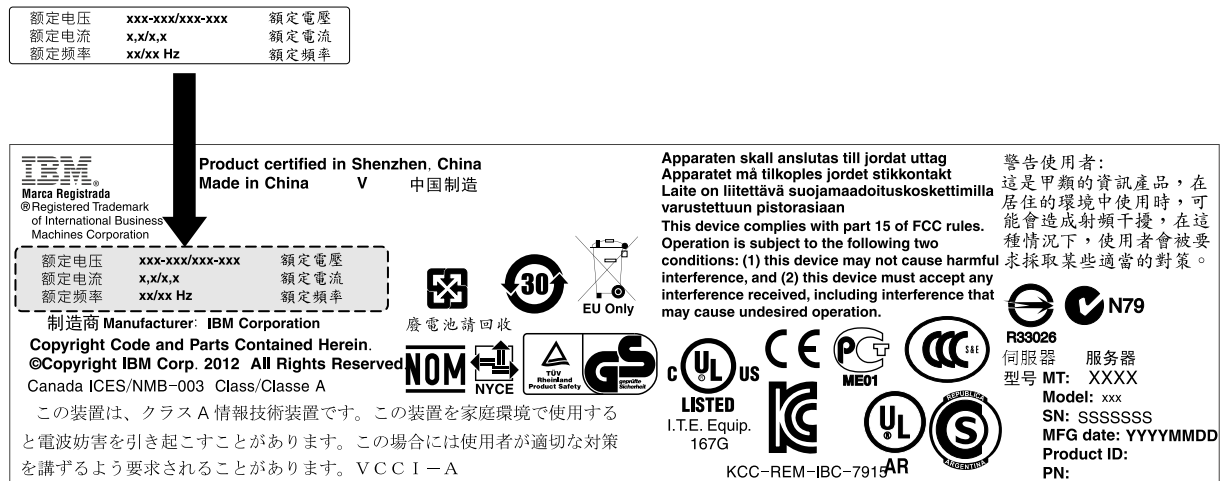 额定电压 xxx-xxx/xxx-xxx 額定電壓
额定电流 x,x/x,x 額定電流
额定频率 xx/xx Hz 額定頻率
IBM®
Marca Registrada
® Registered Trademark
of International Business
Machines Corporation
Product certified in Shenzhen, China
Made in China V 中国制造
额定电压 xxx-xxx/xxx-xxx 額定電壓
额定电流 x,x/x,x 額定電流
额定频率 xx/xx Hz 額定頻率
制造商 Manufacturer: IBM Corporation
Copyright Code and Parts Contained Herein.
©Copyright IBM Corp. 2012 All Rights Reserved
Canada ICES/NMB-003 Class/Classe A
この装置は、クラスA情報技術装置です。この装置を家庭環境で使用する
と電波妨害を引き起こすことがあります。この場合には使用者が適切な対策
を講ずるよう要求されることがあります。VCCI-A
廢電池請回收
30
EU Only
NOM
NYCE
TÜV
Rheinland
Product Safety
GS
geprüfte
Sicherheit
Apparaten skall anslutas till jordat uttag
Apparatet må tilkoples jordet stikkontakt
Laite on liitettävä suojamaadoituskoskettimilla
varustettuun pistorasiaan
This device complies with part 15 of FCC rules.
Operation is subject to the following two
conditions: (1) this device may not cause harmful
interference, and (2) this device must accept any
interference received, including interference that
may cause undesired operation.
C UL US
LISTED
I.T.E. Equip.
167G
CE
PCT
ME01
CCC S&E
KCC-REM-IBC-7915
UL
AR
REPUBLICA
S
ARGENTINA
警告使用者:
這是甲類的資訊產品，在
居住的環境中使用時，可
能會造成射頻干擾，在這
種情況下，使用者會被要
求採取某些適當的對策。
R33026
N79
伺服器 服务器
型号 MT: XXXX
Model: xxx
SN: SSSSSSS
MFG date: YYYYMMDD
Product ID:
PN: